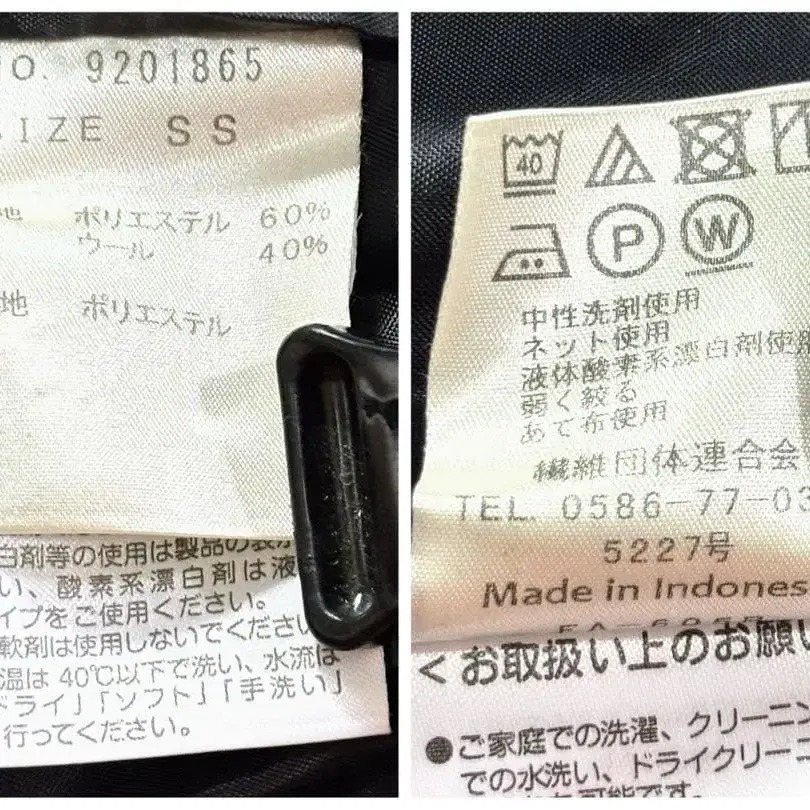 NO. 9201865
SIZE SS
地 ポリエステル 60%
ウール 40%
地 ポリエステル
白剤等の使用は製品の表
い、酸素系漂白剤は液
イプをご使用ください。
軟剤は使用しないでくださ
温は40℃以下で洗い、水流は
ドライ」「ソフト」「手洗い」
行ってください。
40
P
W
中性洗剤使用
ネット使用
液体酸素系漂白剤使
弱く絞る
あて布使用
繊維団体連合会
TEL. 0586-77-0
5227号
Made in Indones
<お取扱い上のお願い
●ご家庭での洗濯、クリーニン
での水洗い、ドライクリーニ